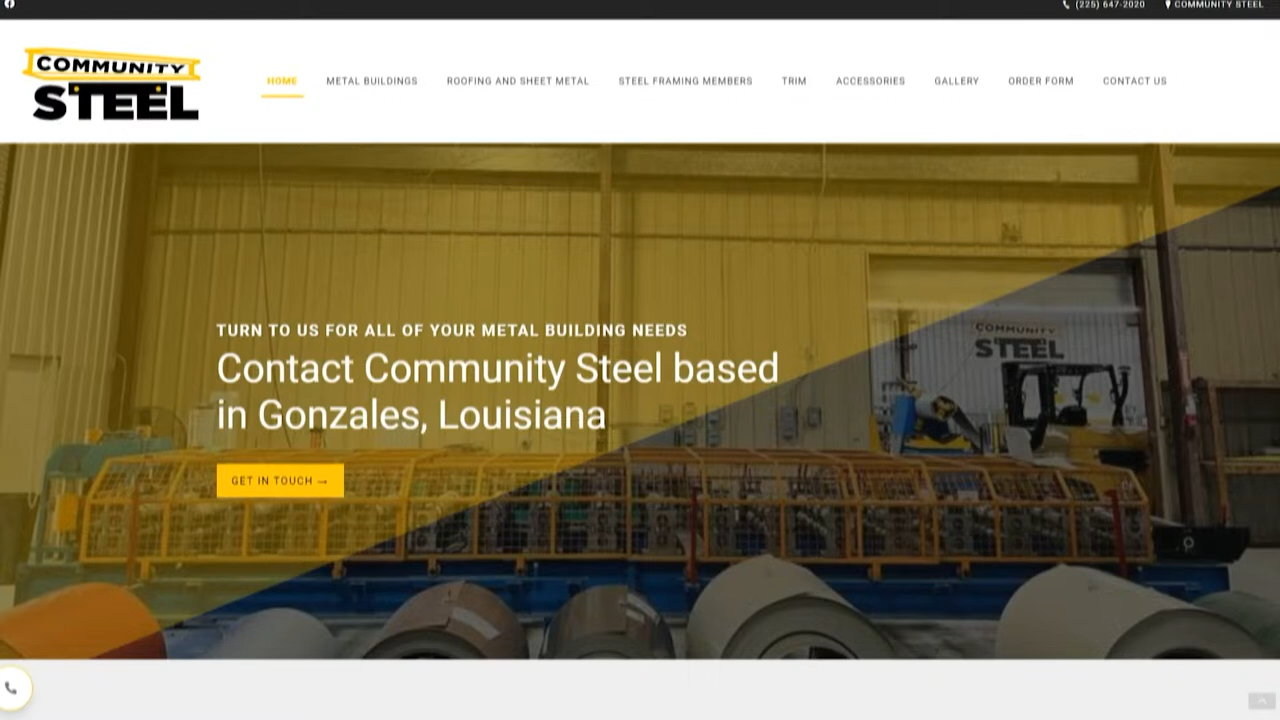 (225) 647-2020 COMMUNITY STEEL
COMMUNITY
STEEL
HOME METAL BUILDINGS ROOFING AND SHEET METAL STEEL FRAMING MEMBERS TRIM ACCESSORIES GALLERY ORDER FORM CONTACT US
COMMUNITY
STEEL
TURN TO US FOR ALL OF YOUR METAL BUILDING NEEDS
Contact Community Steel based
in Gonzales, Louisiana
GET IN TOUCH →